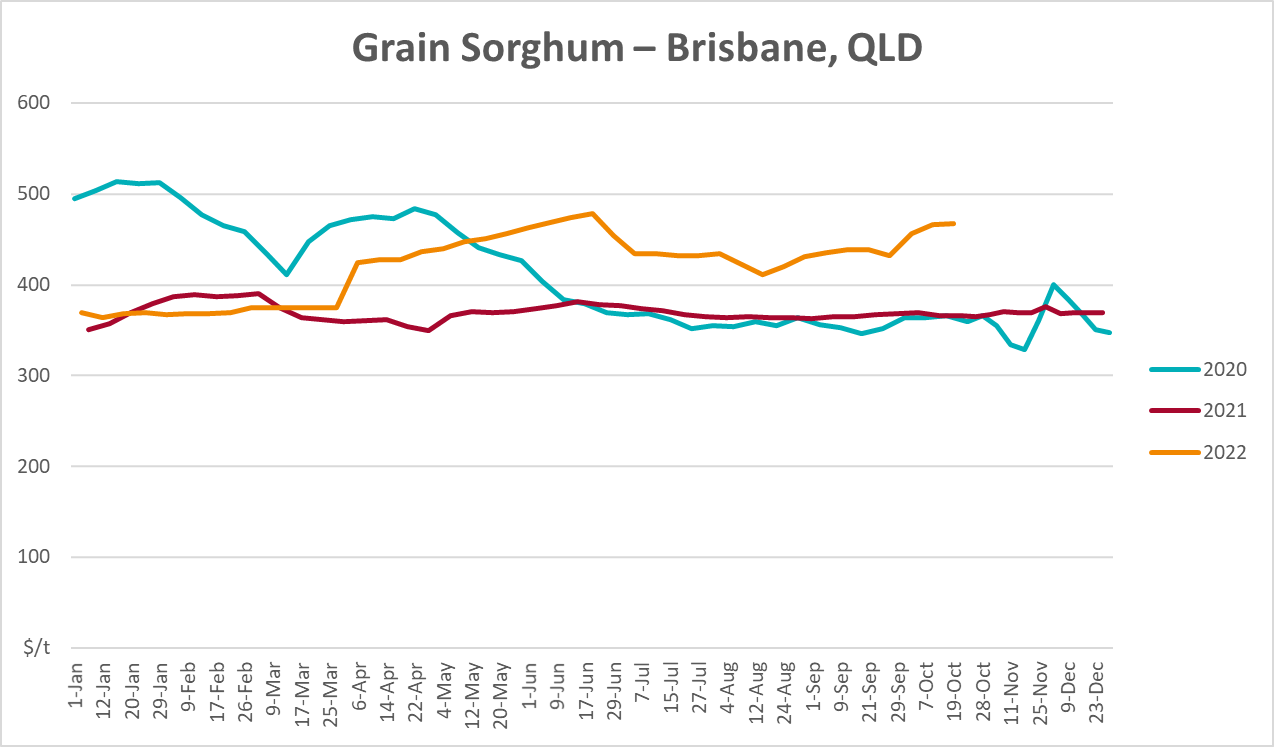 Grain Sorghum – Brisbane, QLD
600
500
400
300
200
100
$/t
1-Jan
12-Jan
20-Jan
29-Jan
9-Feb
17-Feb
26-Feb
9-Mar
17-Mar
25-Mar
6-Apr
14-Apr
22-Apr
4-May
12-May
20-May
1-Jun
9-Jun
17-Jun
29-Jun
7-Jul
15-Jul
27-Jul
4-Aug
12-Aug
24-Aug
1-Sep
9-Sep
21-Sep
29-Sep
7-Oct
19-Oct
28-Oct
11-Nov
25-Nov
9-Dec
23-Dec
2020
2021
2022